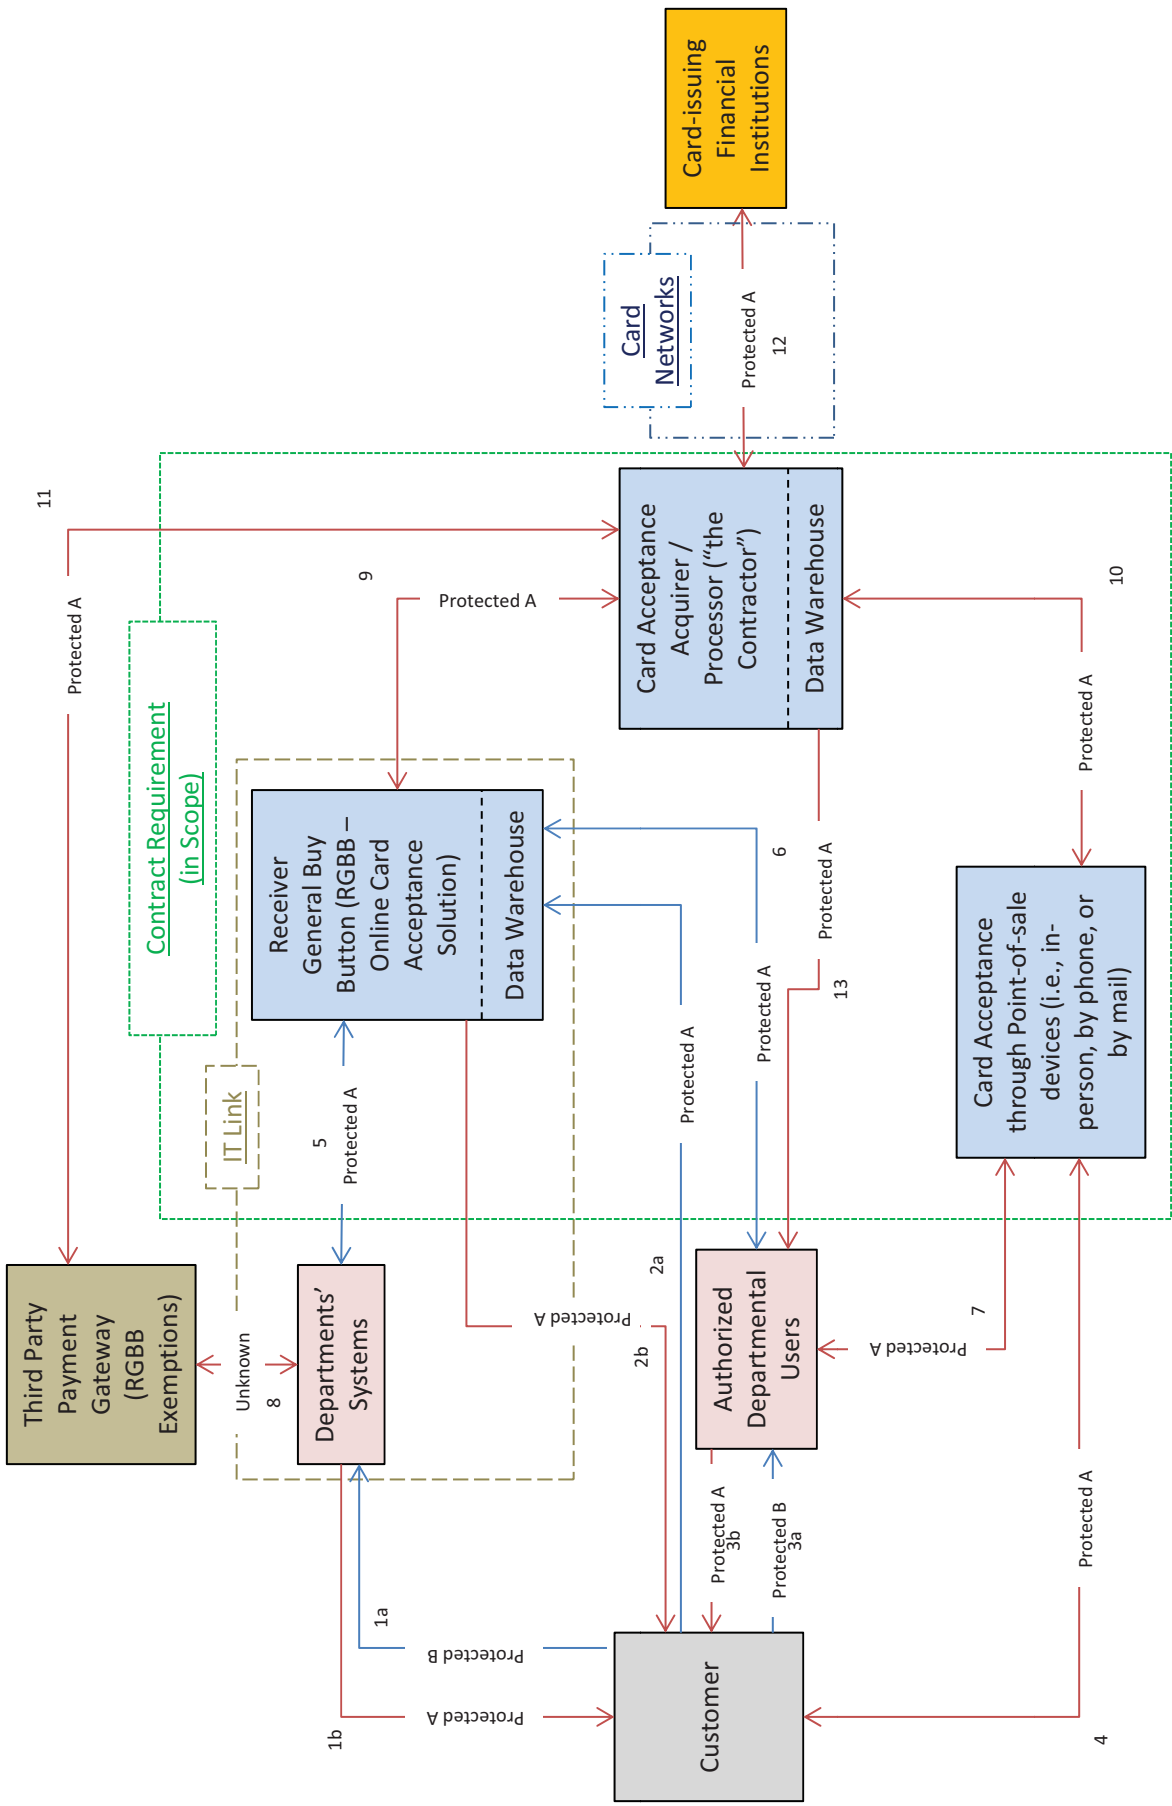 Third Party
Payment
Gateway
(RGBB
Exemptions)
Protected A
11
Contract Requirement
(in Scope)
Unknown
8
IT Link
Departments’
Systems
5
Protected A
Receiver
General Buy
Button (RGBB –
Online Card
Acceptance
Solution)
Data Warehouse
9
Protected A
1b
Protected A
1a
Protected B
Protected A
2b
2a
Protected A
Customer
Protected A
3b
Protected B
3a
Authorized
Departmental
Users
Protected A
6
Protected A
13
Card Acceptance
Acquirer /
Processor (“the
Contractor”)
Data Warehouse
Card
Networks
Protected A
12
Card-issuing
Financial
Institutions
Protected A
7
Card Acceptance
through Point-of-sale
devices (i.e., in-
person, by phone, or
by mail)
Protected A
10
Protected A
4